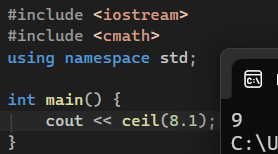 #include <iostream>
#include <cmath>
using namespace std;
int main() {
cout << ceil(8.1);
}
C:\
9
C:\U